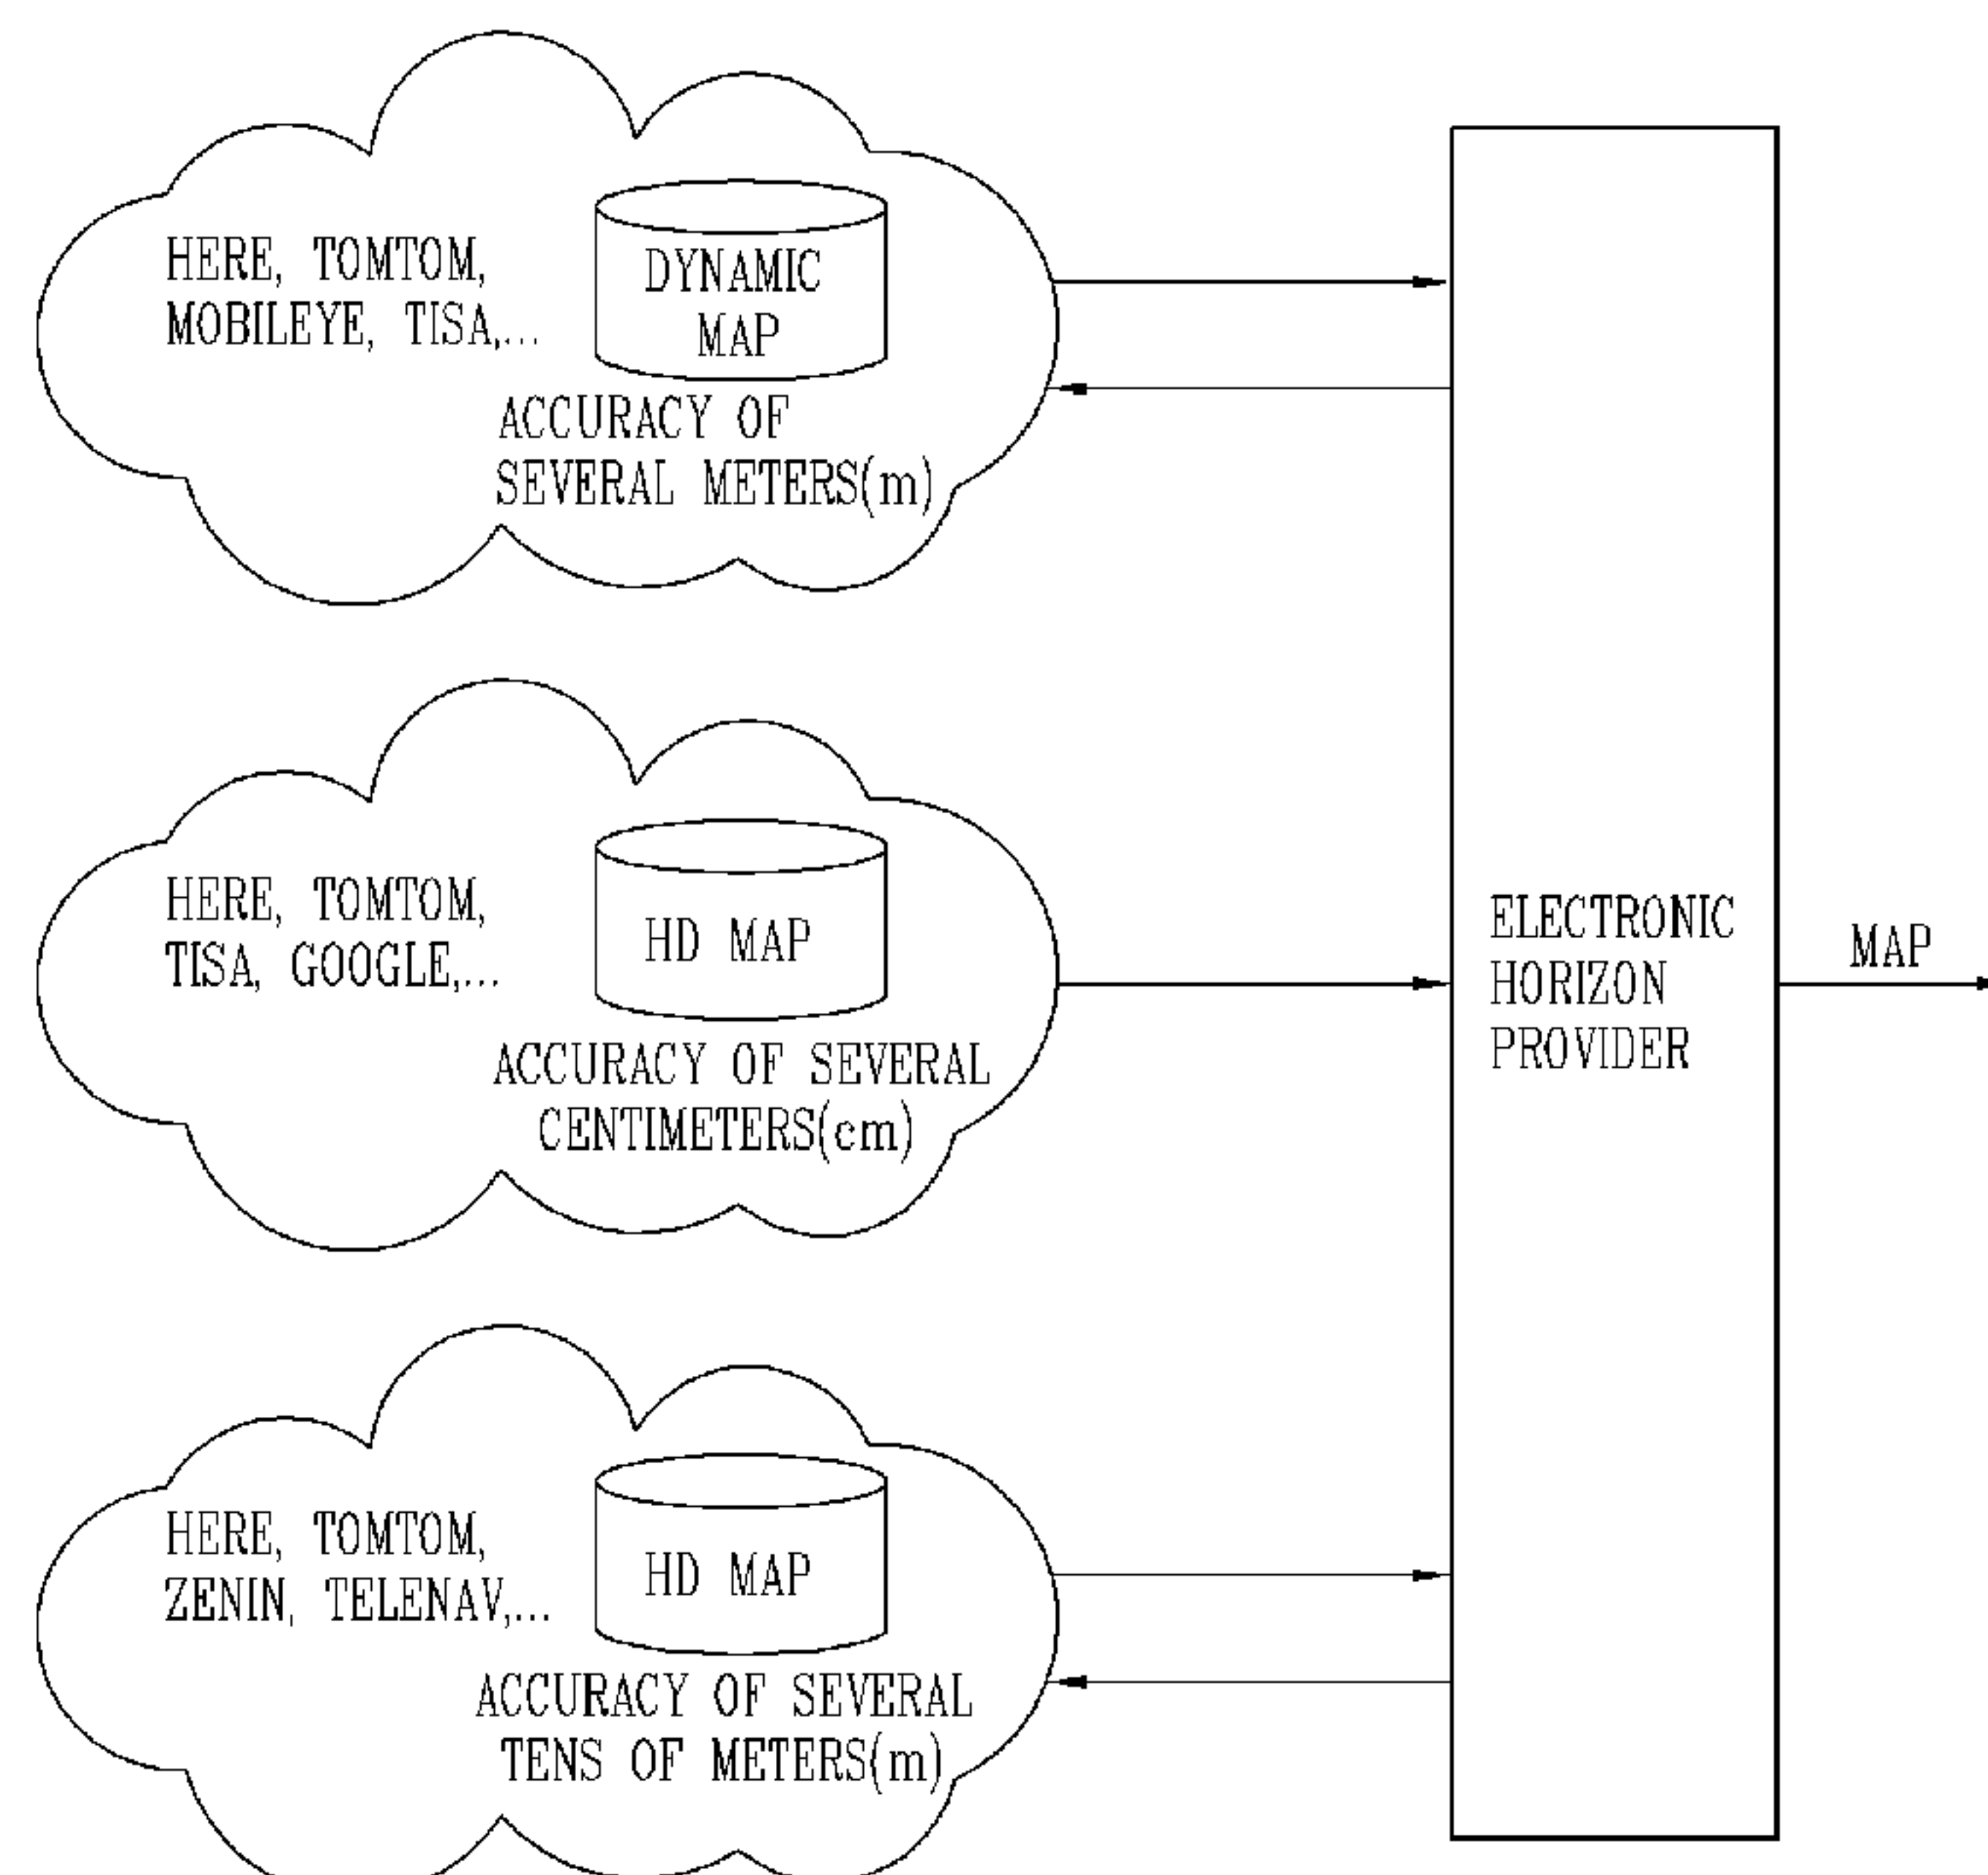 HERE, TOMTOM,
MOBILEYE, TISA,...
DYNAMIC
MAP
ACCURACY OF
SEVERAL METERS(m)
HERE, TOMTOM,
TISA, GOOGLE,...
HD MAP
ACCURACY OF SEVERAL
CENTIMETERS(cm)
HERE, TOMTOM,
ZENIN, TELENAV,...
HD MAP
ACCURACY OF SEVERAL
TENS OF METERS(m)
ELECTRONIC
HORIZON
PROVIDER
MAP